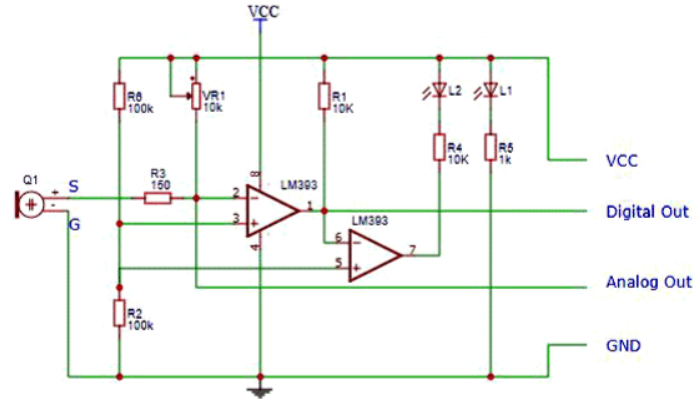 VCC
R6
100k
VR1
10k
R1
10K
L2
L1
R4
10K
R5
1k
VCC
Q1
+
-
S
G
R3
150
2
3
8
4
LM393
1
Digital Out
LM393
6
5
7
Analog Out
R2
100k
GND